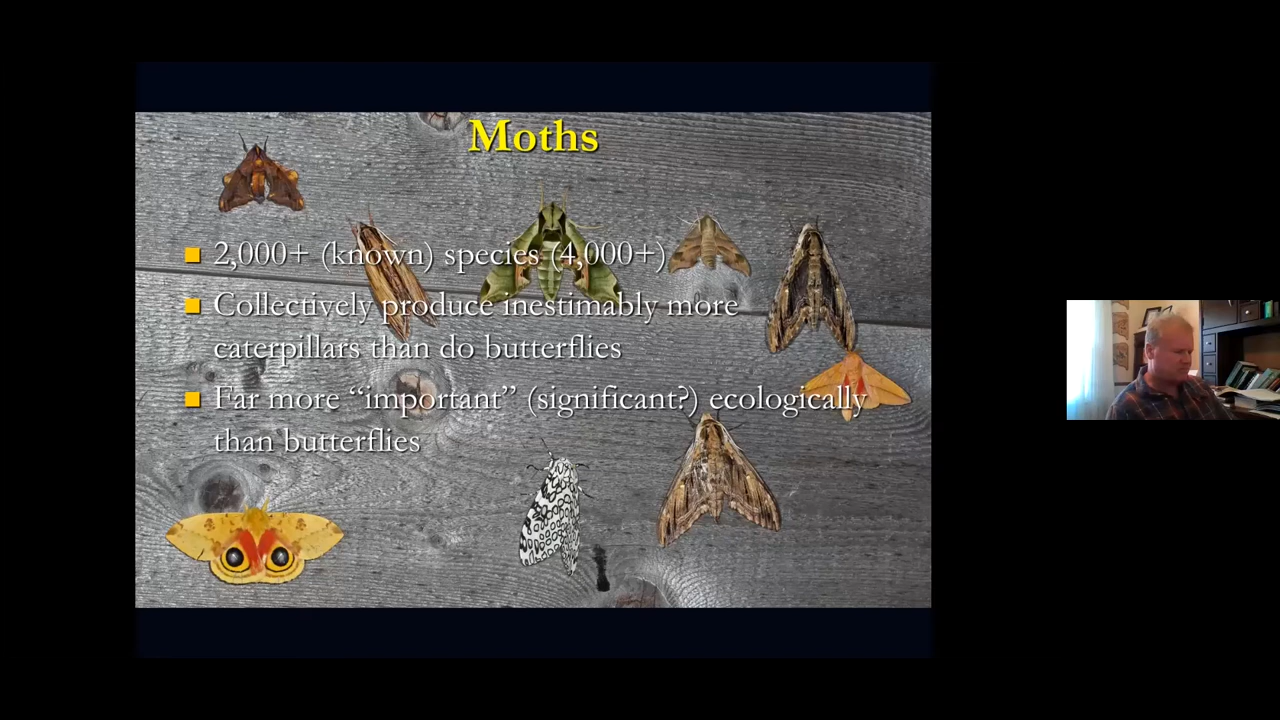 Moths
2,000+ (known) species (4,000+)
Collectively produce inestimably more
caterpillars than do butterflies
Far more “important” (significant?) ecologically
than butterflies